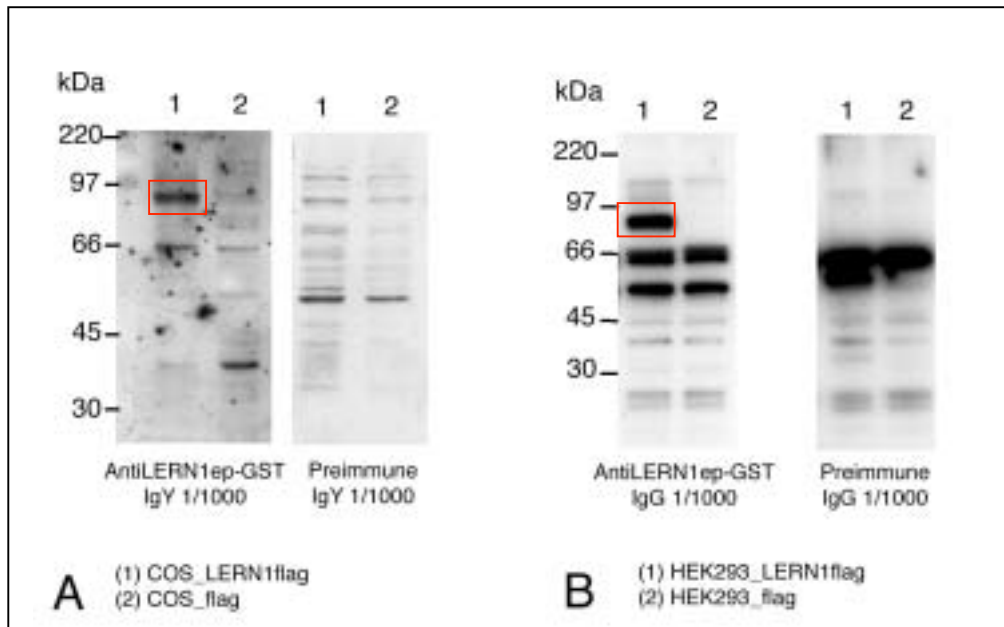 kDa
1 2
220
97
66
45
30
AntiLERN1ep-GST
IgY 1/1000
Preimmune
IgY 1/1000
A
(1) COS_LERN1flag
(2) COS_flag
kDa
1 2
1 2
220
97
66
45
30
AntiLERN1ep-GST
IgG 1/1000
Preimmune
IgG 1/1000
B
(1) HEK293_LERN1flag
(2) HEK293_flag